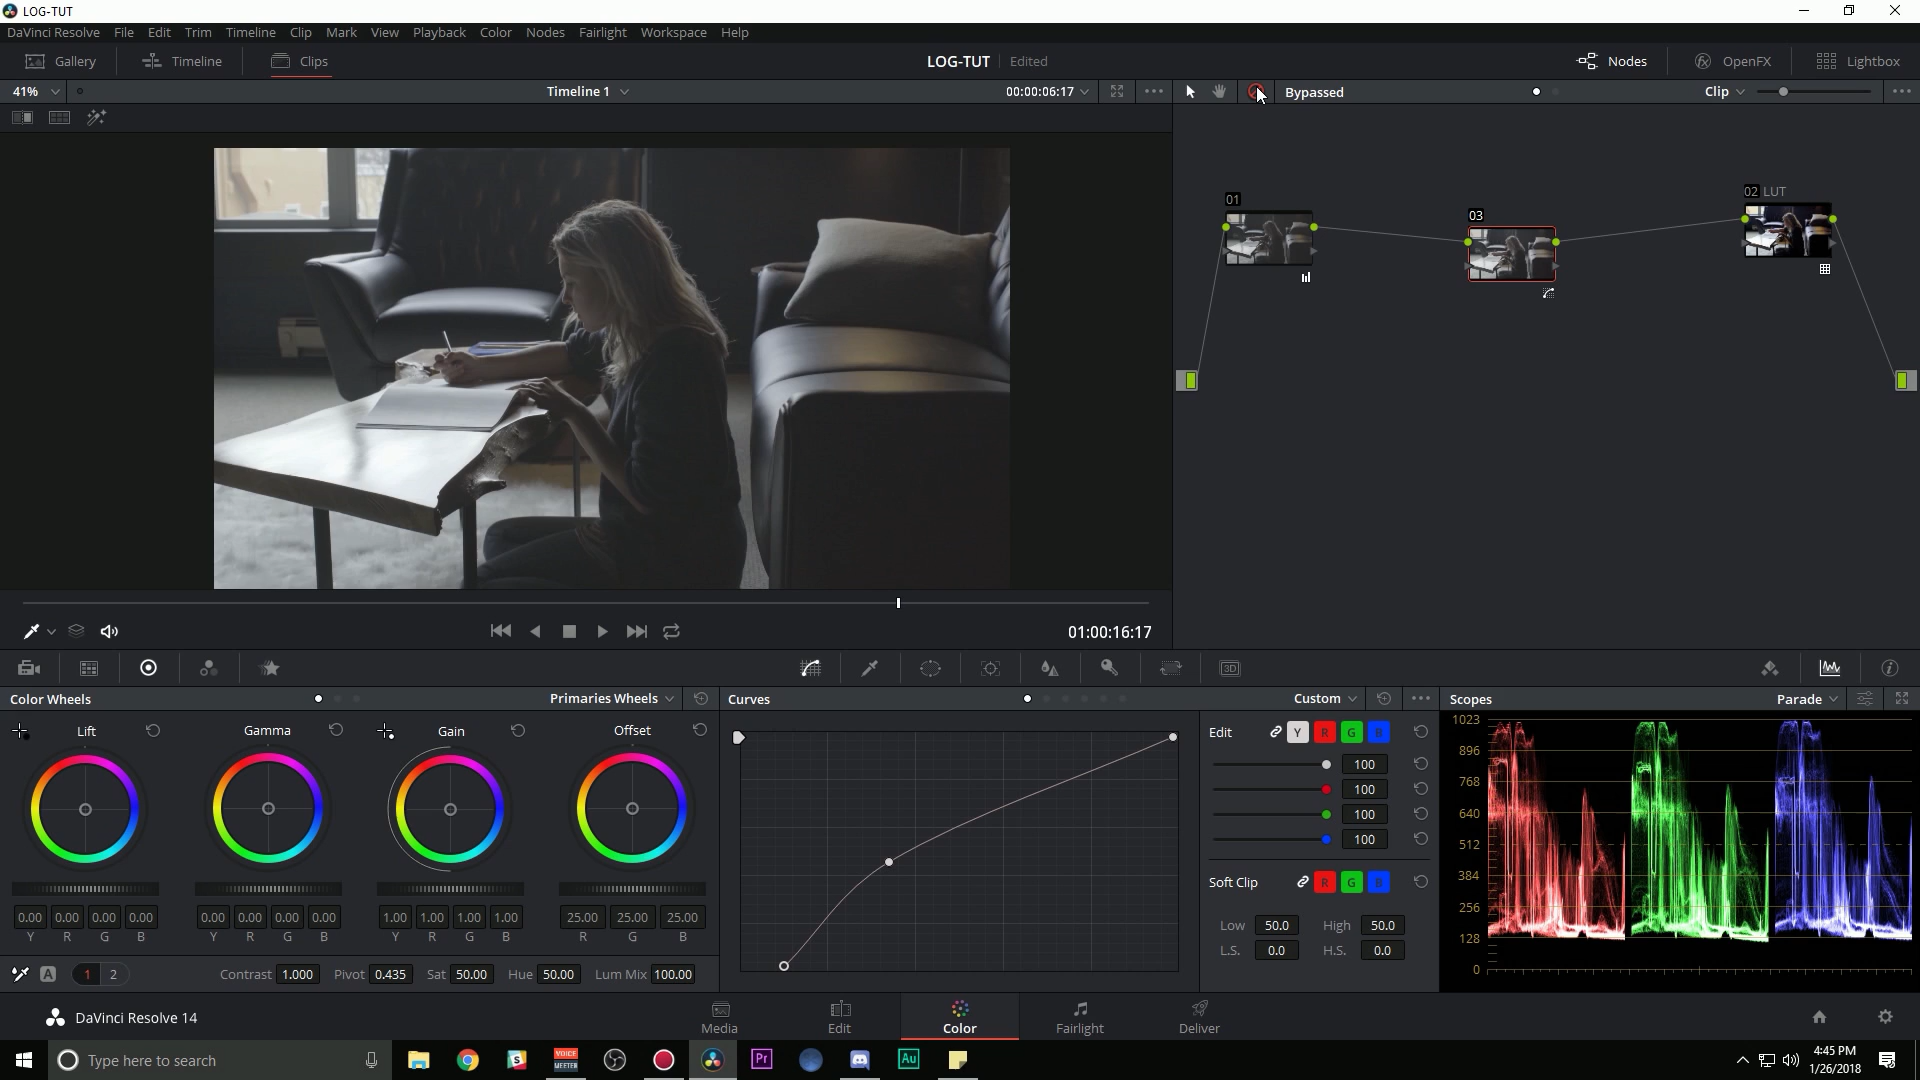 LOG-TUT
DaVinci Resolve File Edit Trim Timeline Clip Mark View Playback Color Nodes Fairlight Workspace Help
Gallery Timeline Clips LOG-TUT Edited Nodes OpenFX Lightbox
41% Timeline 1 00:00:06:17 Bypassed Clip
01
03
02 LUT
01:00:16:17
3D
Color Wheels Primaries Wheels Curves Custom Scopes Parade
Lift Gamma Gain Offset
0.00 0.00 0.00 0.00 0.00 0.00 0.00 0.00 1.00 1.00 1.00 1.00 25.00 25.00 25.00
Y R G B Y R G B Y R G B R G B
A 1 2 Contrast 1.000 Pivot 0.435 Sat 50.00 Hue 50.00 Lum Mix 100.00
Edit Y R G B
100
100
100
100
Soft Clip R G B
Low 50.0 High 50.0
L.S. 0.0 H.S. 0.0
1023
896
768
640
512
384
256
128
0
DaVinci Resolve 14
Media Edit Color Fairlight Deliver
Type here to search
VOICE
MEETER
Pr
Au
4:45 PM
1/26/2018